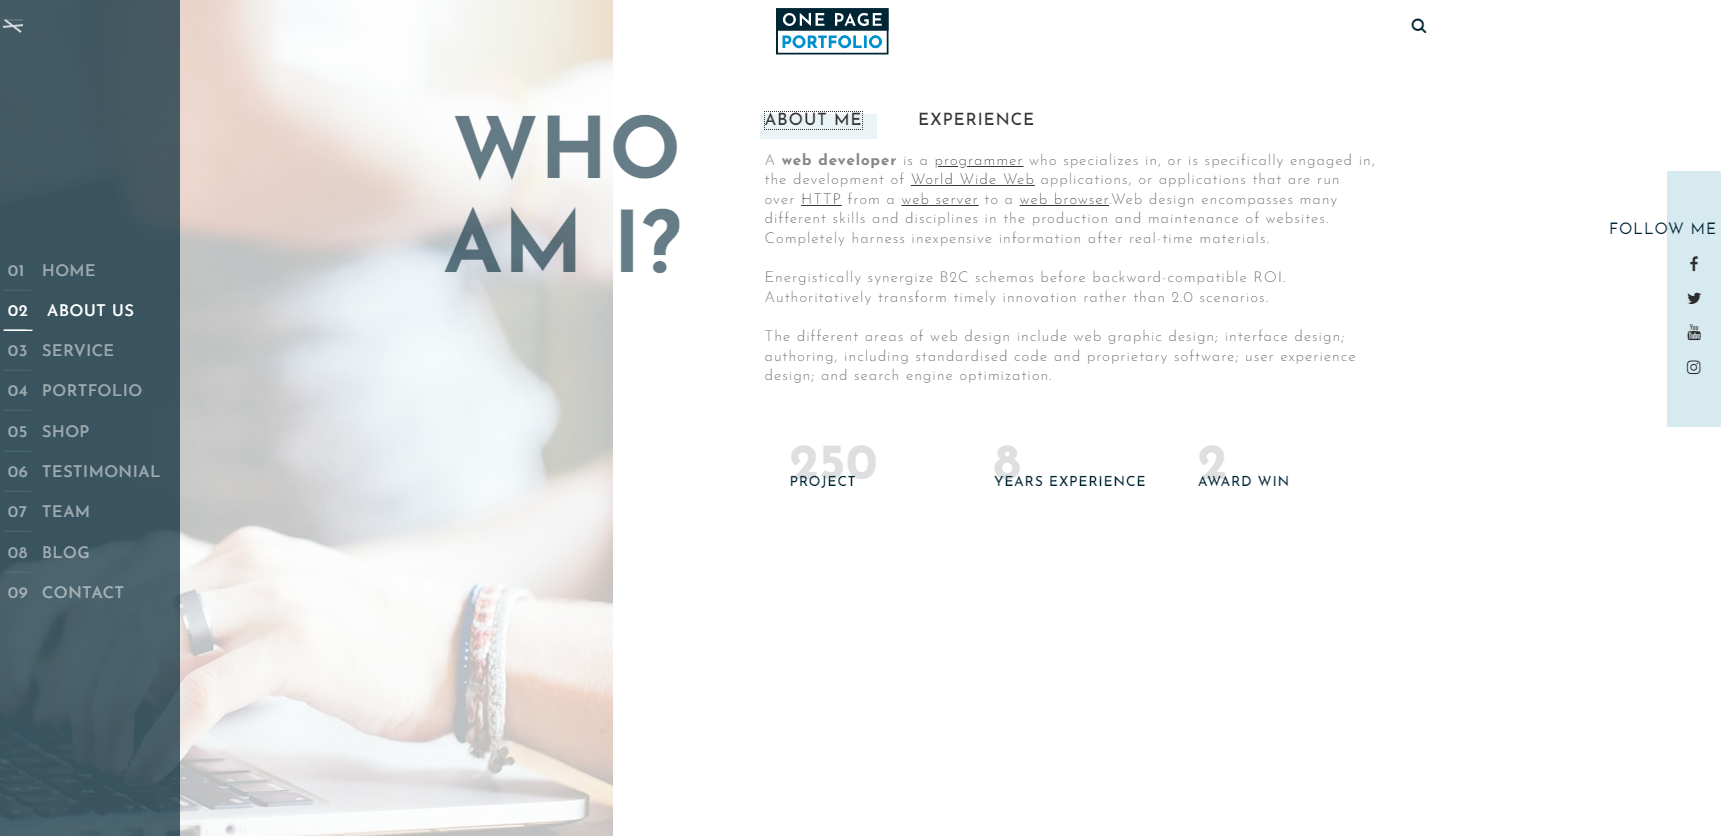 ONE PAGE
PORTFOLIO
01 HOME
02 ABOUT US
03 SERVICE
04 PORTFOLIO
05 SHOP
06 TESTIMONIAL
07 TEAM
08 BLOG
09 CONTACT
WHO
AM I?
ABOUT ME
EXPERIENCE
A web developer is a programmer who specializes in, or is specifically engaged in,
the development of World Wide Web applications, or applications that are run
over HTTP from a web server to a web browser.Web design encompasses many
different skills and disciplines in the production and maintenance of websites.
Completely harness inexpensive information after real-time materials.
Energistically synergize B2C schemas before backward-compatible ROI.
Authoritatively transform timely innovation rather than 2.0 scenarios.
The different areas of web design include web graphic design; interface design;
authoring, including standardised code and proprietary software; user experience
design; and search engine optimization.
250
PROJECT
8
YEARS EXPERIENCE
2
AWARD WIN
FOLLOW ME
You
Tube